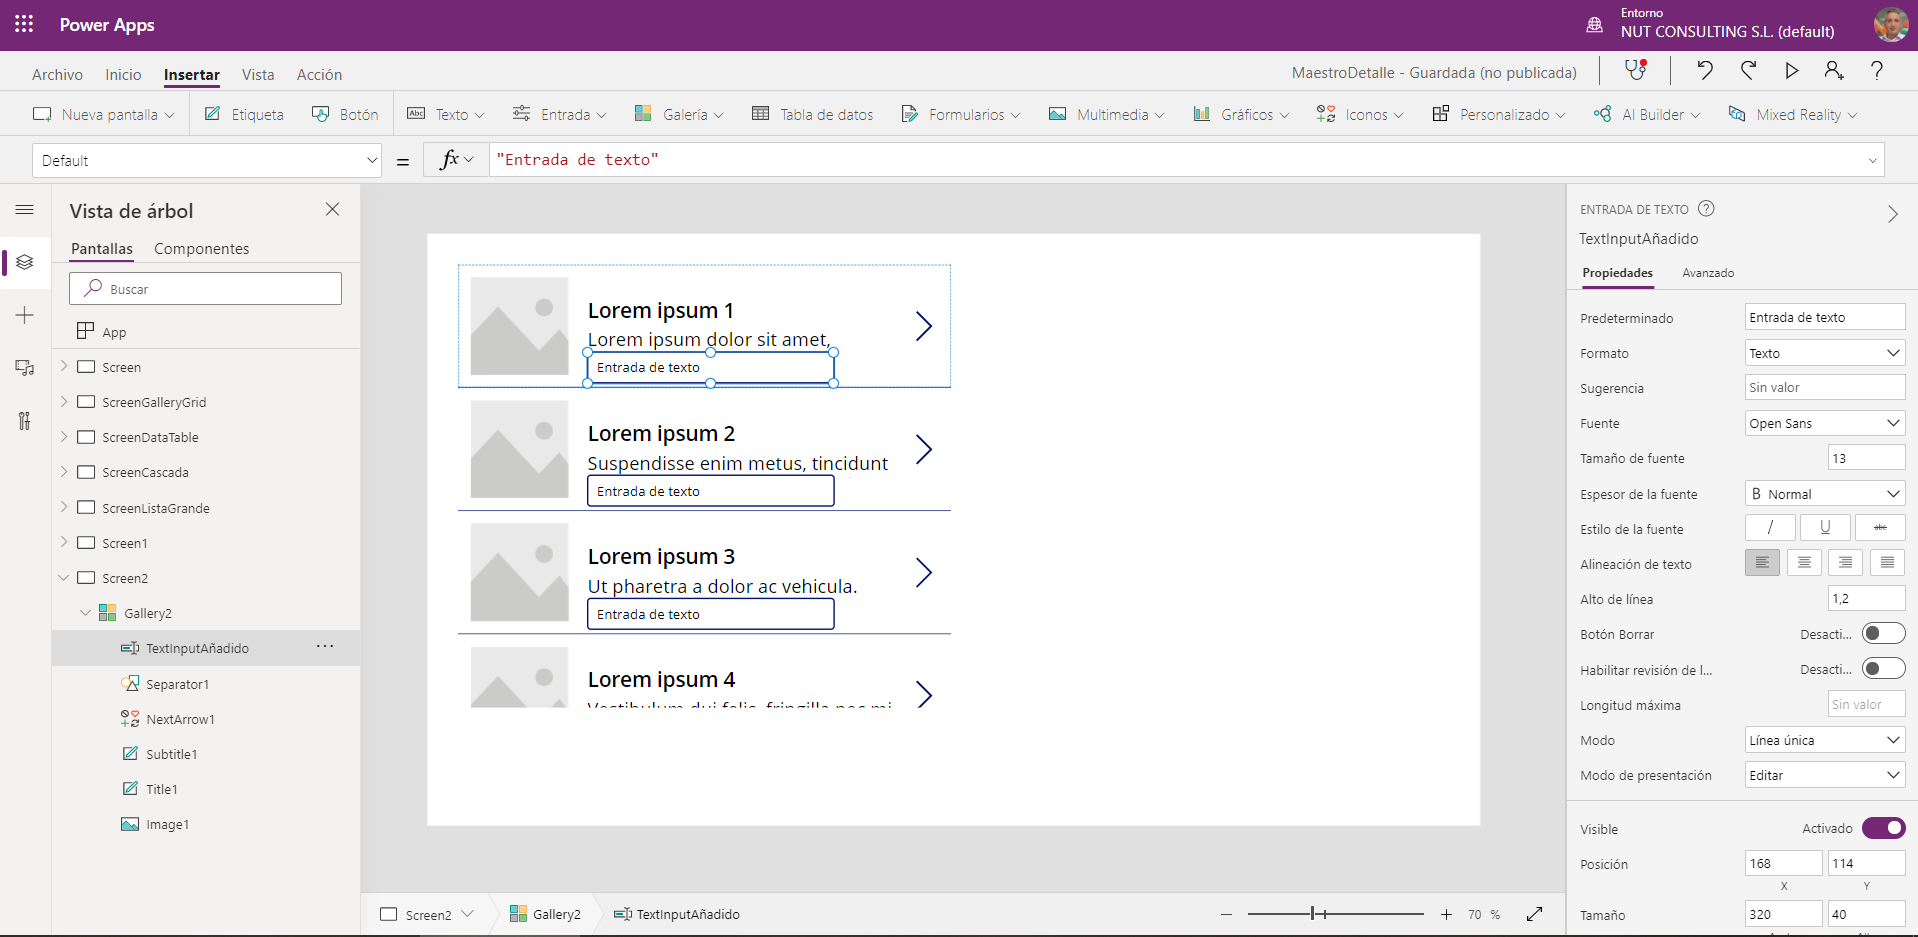 Power Apps
Entorno
NUT CONSULTING S.L. (default)
Archivo Inicio Insertar Vista Acción
MaestroDetalle - Guardada (no publicada)
Nueva pantalla Etiqueta Botón Abc Texto Entrada Galería Tabla de datos Formularios Multimedia Gráficos Iconos Personalizado AI Builder Mixed Reality
Default = fx "Entrada de texto"
Vista de árbol
Pantallas Componentes
Buscar
App
Screen
ScreenGalleryGrid
ScreenDataTable
ScreenCascada
ScreenListaGrande
Screen1
Screen2
Gallery2
TextInputAñadido ...
Separator1
NextArrow1
Subtitle1
Title1
Image1
Lorem ipsum 1
Lorem ipsum dolor sit amet,
Entrada de texto
Lorem ipsum 2
Suspendisse enim metus, tincidunt
Entrada de texto
Lorem ipsum 3
Ut pharetra a dolor ac vehicula.
Entrada de texto
Lorem ipsum 4
Vestibulum dui felis, fringilla nec mi
Screen2 Gallery2 TextInputAñadido
70 %
ENTRADA DE TEXTO ?
TextInputAñadido
Propiedades Avanzado
Predeterminado Entrada de texto
Formato Texto
Sugerencia Sin valor
Fuente Open Sans
Tamaño de fuente 13
Espesor de la fuente B Normal
Estilo de la fuente / U abc
Alineación de texto
Alto de línea 1,2
Botón Borrar Desacti...
Habilitar revisión de l... Desacti...
Longitud máxima Sin valor
Modo Línea única
Modo de presentación Editar
Visible Activado
Posición 168 114
X Y
Tamaño 320 40